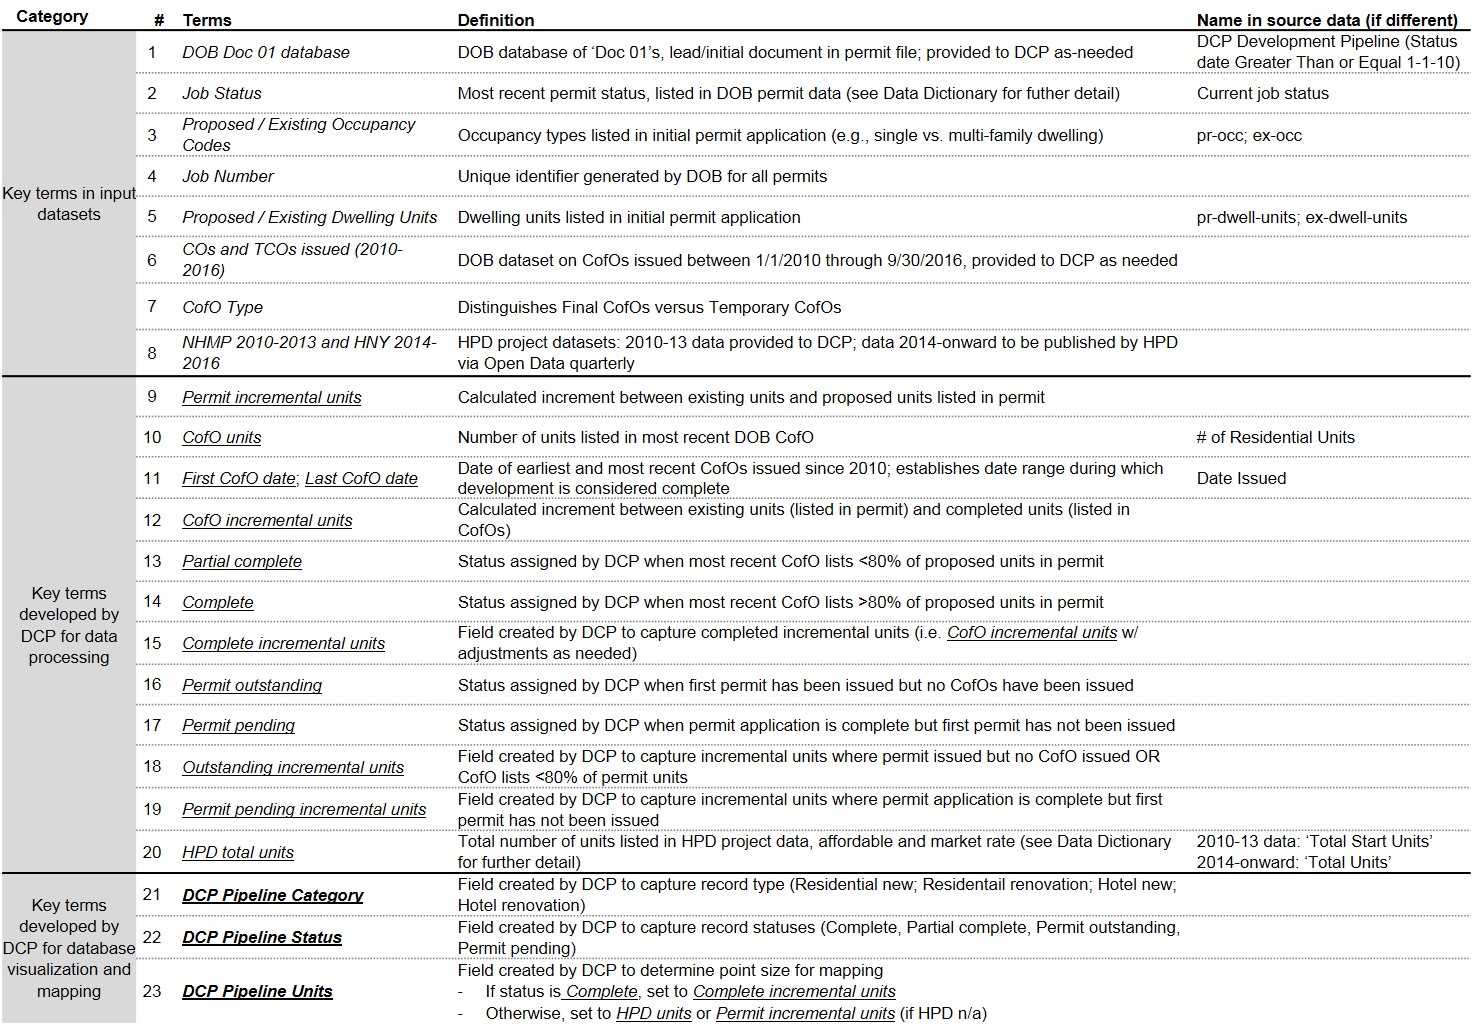 Category # Terms Definition Name in source data (if different)
Key terms in input
datasets
1 DOB Doc 01 database DOB database of ‘Doc 01’s, lead/initial document in permit file; provided to DCP as-needed DCP Development Pipeline (Status
date Greater Than or Equal 1-1-10)
2 Job Status Most recent permit status, listed in DOB permit data (see Data Dictionary for futher detail) Current job status
3 Proposed / Existing Occupancy
Codes Occupancy types listed in initial permit application (e.g., single vs. multi-family dwelling) pr-occ; ex-occ
4 Job Number Unique identifier generated by DOB for all permits
5 Proposed / Existing Dwelling Units Dwelling units listed in initial permit application pr-dwell-units; ex-dwell-units
6 COs and TCOs issued (2010-
2016) DOB dataset on CofOs issued between 1/1/2010 through 9/30/2016, provided to DCP as needed
7 CofO Type Distinguishes Final CofOs versus Temporary CofOs
8 NHMP 2010-2013 and HNY 2014-
2016 HPD project datasets: 2010-13 data provided to DCP; data 2014-onward to be published by HPD
via Open Data quarterly
Key terms
developed by
DCP for data
processing
9 Permit incremental units Calculated increment between existing units and proposed units listed in permit
10 CofO units Number of units listed in most recent DOB CofO # of Residential Units
11 First CofO date; Last CofO date Date of earliest and most recent CofOs issued since 2010; establishes date range during which
development is considered complete Date Issued
12 CofO incremental units Calculated increment between existing units (listed in permit) and completed units (listed in
CofOs)
13 Partial complete Status assigned by DCP when most recent CofO lists <80% of proposed units in permit
14 Complete Status assigned by DCP when most recent CofO lists >80% of proposed units in permit
15 Complete incremental units Field created by DCP to capture completed incremental units (i.e. CofO incremental units w/
adjustments as needed)
16 Permit outstanding Status assigned by DCP when first permit has been issued but no CofOs have been issued
17 Permit pending Status assigned by DCP when permit application is complete but first permit has not been issued
18 Outstanding incremental units Field created by DCP to capture incremental units where permit issued but no CofO issued OR
CofO lists <80% of permit units
19 Permit pending incremental units Field created by DCP to capture incremental units where permit application is complete but first
permit has not been issued
20 HPD total units Total number of units listed in HPD project data, affordable and market rate (see Data Dictionary
for further detail) 2010-13 data: ‘Total Start Units’
2014-onward: ‘Total Units’
Key terms
developed by
DCP for database
visualization and
mapping
21 DCP Pipeline Category Field created by DCP to capture record type (Residential new; Residentail renovation; Hotel new;
Hotel renovation)
22 DCP Pipeline Status Field created by DCP to capture record statuses (Complete, Partial complete, Permit outstanding,
Permit pending)
23 DCP Pipeline Units Field created by DCP to determine point size for mapping
- If status is Complete, set to Complete incremental units
- Otherwise, set to HPD units or Permit incremental units (if HPD n/a)